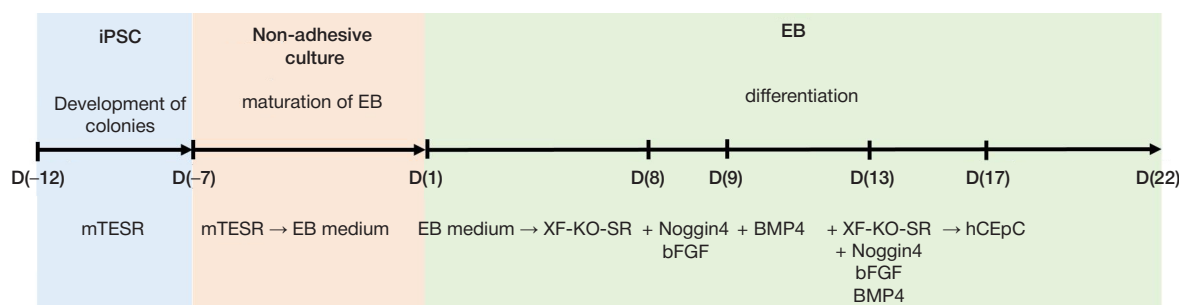 iPSC
Non-adhesive
culture
EB
Development of
colonies
maturation of EB
differentiation
D(–12)
D(–7)
D(1)
D(8)
D(9)
D(13)
D(17)
D(22)
mTESR
mTESR → EB medium
EB medium → XF-KO-SR
+ Noggin4
bFGF
+ BMP4
+ XF-KO-SR
+ Noggin4
bFGF
BMP4
→ hCEpC